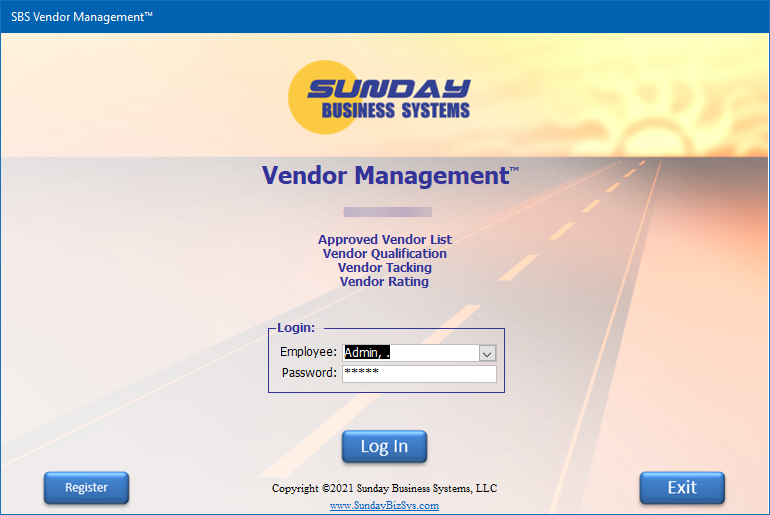 SBS Vendor Management™
SUNDAY
BUSINESS SYSTEMS
Vendor Management™
Approved Vendor List
Vendor Qualification
Vendor Tacking
Vendor Rating
Login:
Employee: Admin, .
Password: *****
Log In
Register
Copyright ©2021 Sunday Business Systems, LLC
Exit
www.SundayBizSys.com